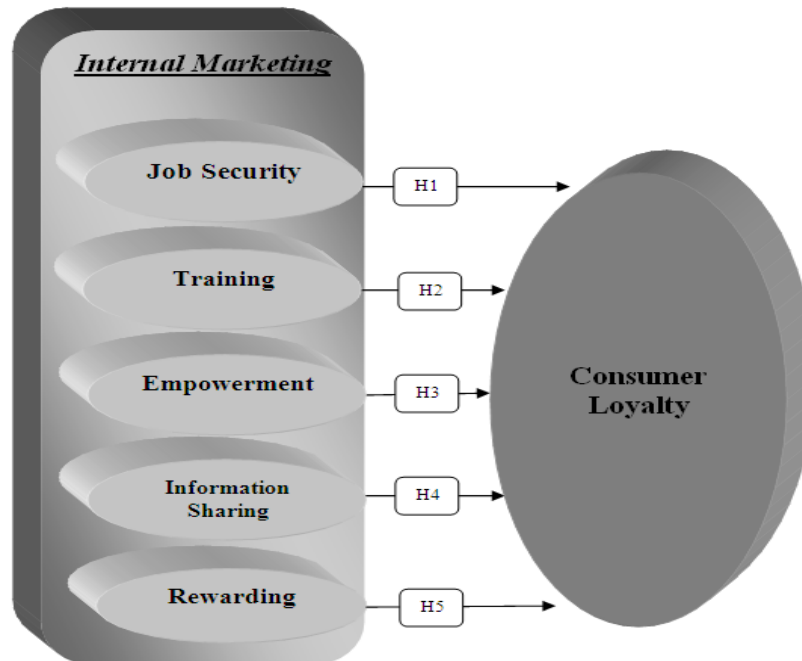 Internal Marketing
Job Security
H1
Training
H2
Empowerment
H3
Consumer
Loyalty
Information
Sharing
H4
Rewarding
H5